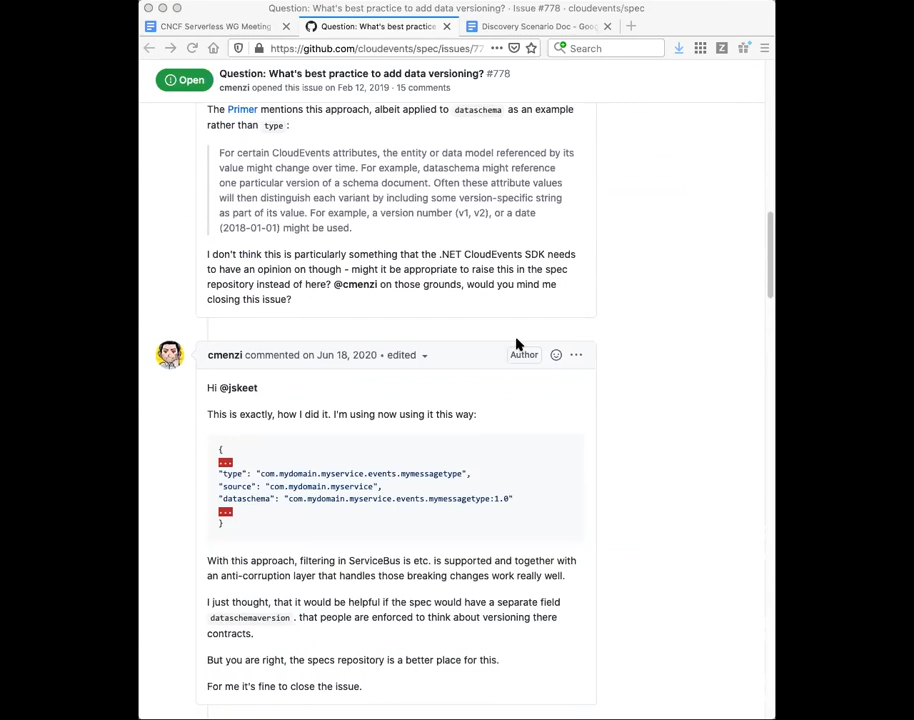 Question: What's best practice to add data versioning? · Issue #778 · cloudevents/spec
CNCF Serverless WG Meeting
Question: What's best practice
Discovery Scenario Doc - Goo
https://github.com/cloudevents/spec/issues/77
Search
Open
Question: What's best practice to add data versioning? #778
cmenzi opened this issue on Feb 12, 2019 · 15 comments
The Primer mentions this approach, albeit applied to dataschema as an example
rather than type :
For certain CloudEvents attributes, the entity or data model referenced by its
value might change over time. For example, dataschema might reference
one particular version of a schema document. Often these attribute values
will then distinguish each variant by including some version-specific string
as part of its value. For example, a version number (v1, v2), or a date
(2018-01-01) might be used.
I don't think this is particularly something that the .NET CloudEvents SDK needs
to have an opinion on though - might it be appropriate to raise this in the spec
repository instead of here? @cmenzi on those grounds, would you mind me
closing this issue?
cmenzi commented on Jun 18, 2020 • edited
Author
Hi @jskeet
This is exactly, how I did it. I'm using now using it this way:
{
...
"type": "com.mydomain.myservice.events.mymessagetype",
"source": "com.mydomain.myservice",
"dataschema": "com.mydomain.myservice.events.mymessagetype:1.0"
...
}
With this approach, filtering in ServiceBus is etc. is supported and together with
an anti-corruption layer that handles those breaking changes work really well.
I just thought, that it would be helpful if the spec would have a separate field
dataschemaversion . that people are enforced to think about versioning there
contracts.
But you are right, the specs repository is a better place for this.
For me it's fine to close the issue.